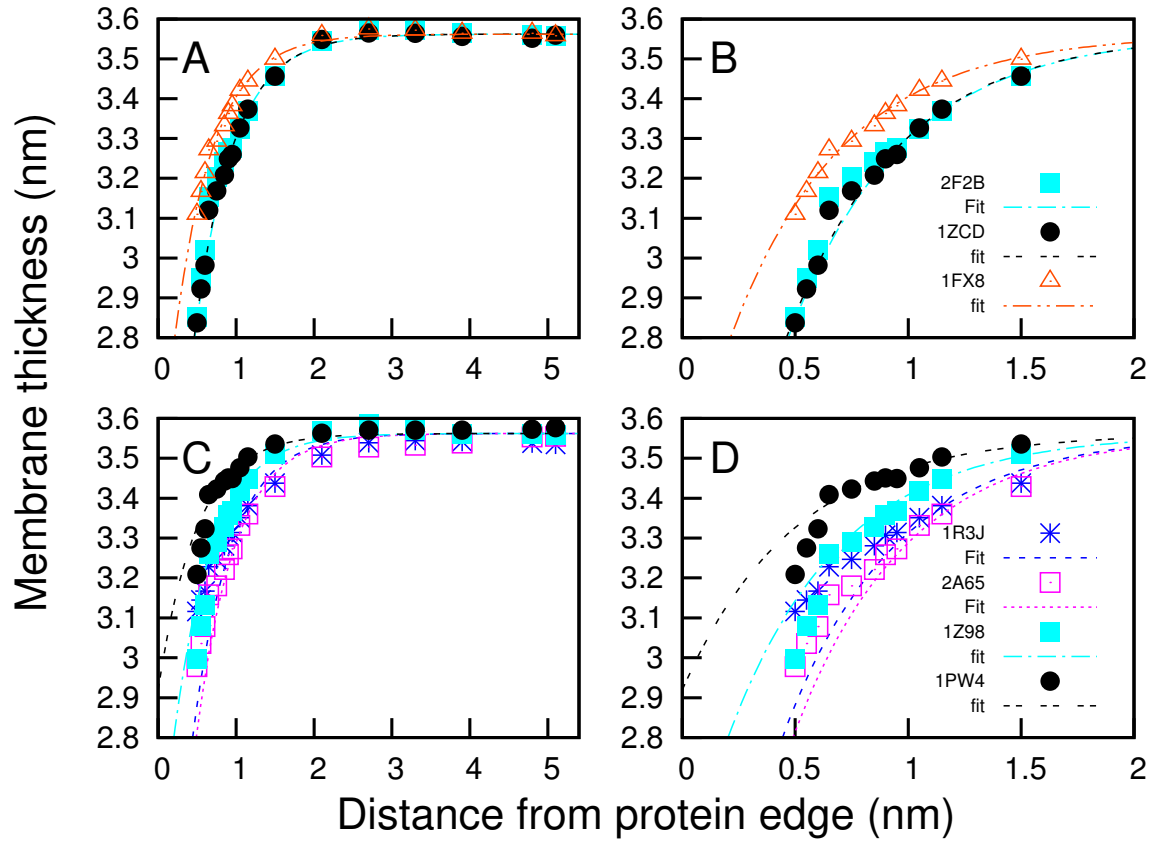 Membrane thickness (nm)
A
3.6
3.5
3.4
3.3
3.2
3.1
3
2.9
2.8
0 1 2 3 4 5
B
3.6
3.5
3.4
3.3
3.2
3.1
3
2.9
2.8
0 0.5 1 1.5 2
2F2B
Fit
1ZCD
fit
1FX8
fit
C
3.6
3.5
3.4
3.3
3.2
3.1
3
2.9
2.8
0 1 2 3 4 5
D
3.6
3.5
3.4
3.3
3.2
3.1
3
2.9
2.8
0 0.5 1 1.5 2
1R3J
Fit
2A65
Fit
1Z98
fit
1PW4
fit
Distance from protein edge (nm)